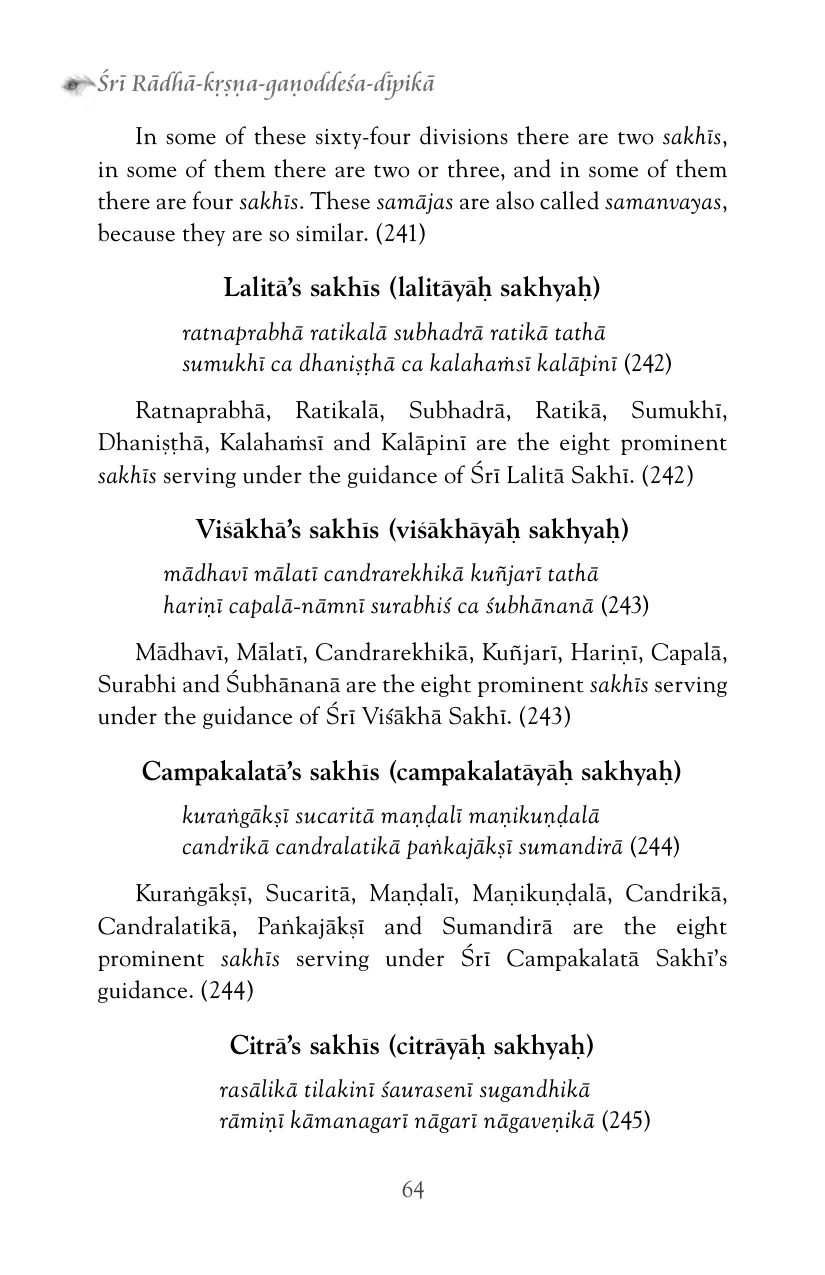 Śrī Rādhā-kṛṣṇa-gaṇoddeśa-dīpikā
In some of these sixty-four divisions there are two sakhīs,
in some of them there are two or three, and in some of them
there are four sakhīs. These samājas are also called samanvayas,
because they are so similar. (241)
Lalitā’s sakhīs (lalitāyāḥ sakhyaḥ)
ratnaprabhā ratikalā subhadrā ratikā tathā
sumukhī ca dhaniṣṭhā ca kalahaṁsī kalāpinī (242)
Ratnaprabhā, Ratikalā, Subhadrā, Ratikā, Sumukhī,
Dhaniṣṭhā, Kalahaṁsī and Kalāpinī are the eight prominent
sakhīs serving under the guidance of Śrī Lalitā Sakhī. (242)
Viśākhā’s sakhīs (viśākhāyāḥ sakhyaḥ)
mādhavī mālatī candrarekhikā kuñjarī tathā
hariṇī capalā-nāmnī surabhiś ca śubhānanā (243)
Mādhavī, Mālatī, Candrarekhikā, Kuñjarī, Hariṇī, Capalā,
Surabhi and Śubhānanā are the eight prominent sakhīs serving
under the guidance of Śrī Viśākhā Sakhī. (243)
Campakalatā’s sakhīs (campakalatāyāḥ sakhyaḥ)
kuraṅgākṣī sucaritā maṇḍalī maṇikuṇḍalā
candrikā candralatikā paṅkajākṣī sumandirā (244)
Kuraṅgākṣī, Sucaritā, Maṇḍalī, Maṇikuṇḍalā, Candrikā,
Candralatikā, Paṅkajākṣī and Sumandirā are the eight
prominent sakhīs serving under Śrī Campakalatā Sakhī’s
guidance. (244)
Citrā’s sakhīs (citrāyāḥ sakhyaḥ)
rasālikā tilakinī śaurasenī sugandhikā
rāmiṇī kāmanagarī nāgarī nāgaveṇikā (245)
64